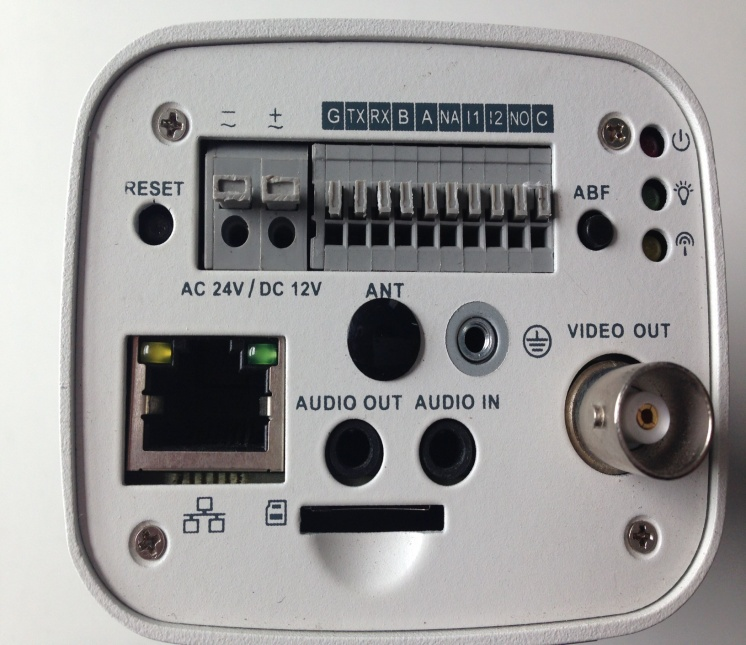 G TX RX B A NA I1 I2 NO C
RESET
ABF
AC 24V / DC 12V
ANT
VIDEO OUT
AUDIO OUT AUDIO IN